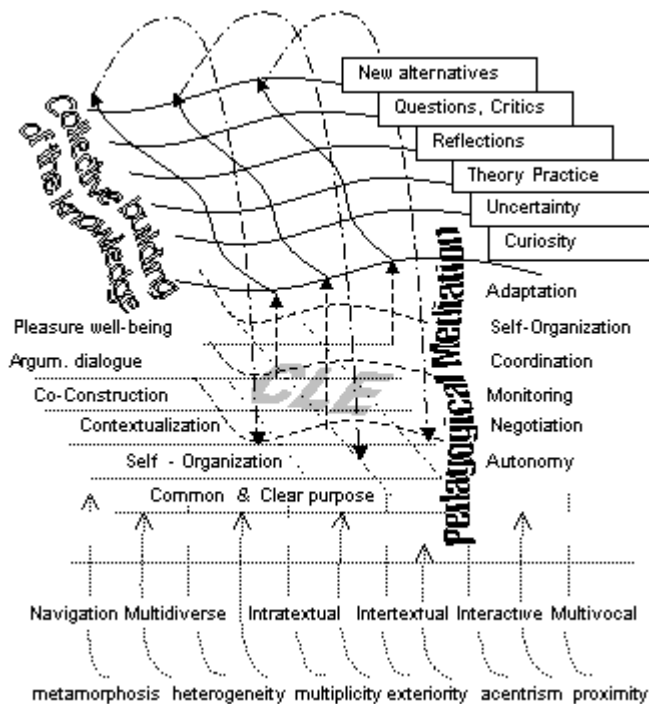 New alternatives
Questions, Critics
Reflections
Theory Practice
Uncertainty
Curiosity
Collective building
of the knowledge
Pedagogical Mediation
Adaptation
Pleasure well-being
Self-Organization
Argum. dialogue
Coordination
CLE
Co-Construction
Monitoring
Contextualization
Negotiation
Self - Organization
Autonomy
Common & Clear purpose
Navigation Multidiverse Intratextual Intertextual Interactive Multivocal
metamorphosis heterogeneity multiplicity exteriority acentrism proximity